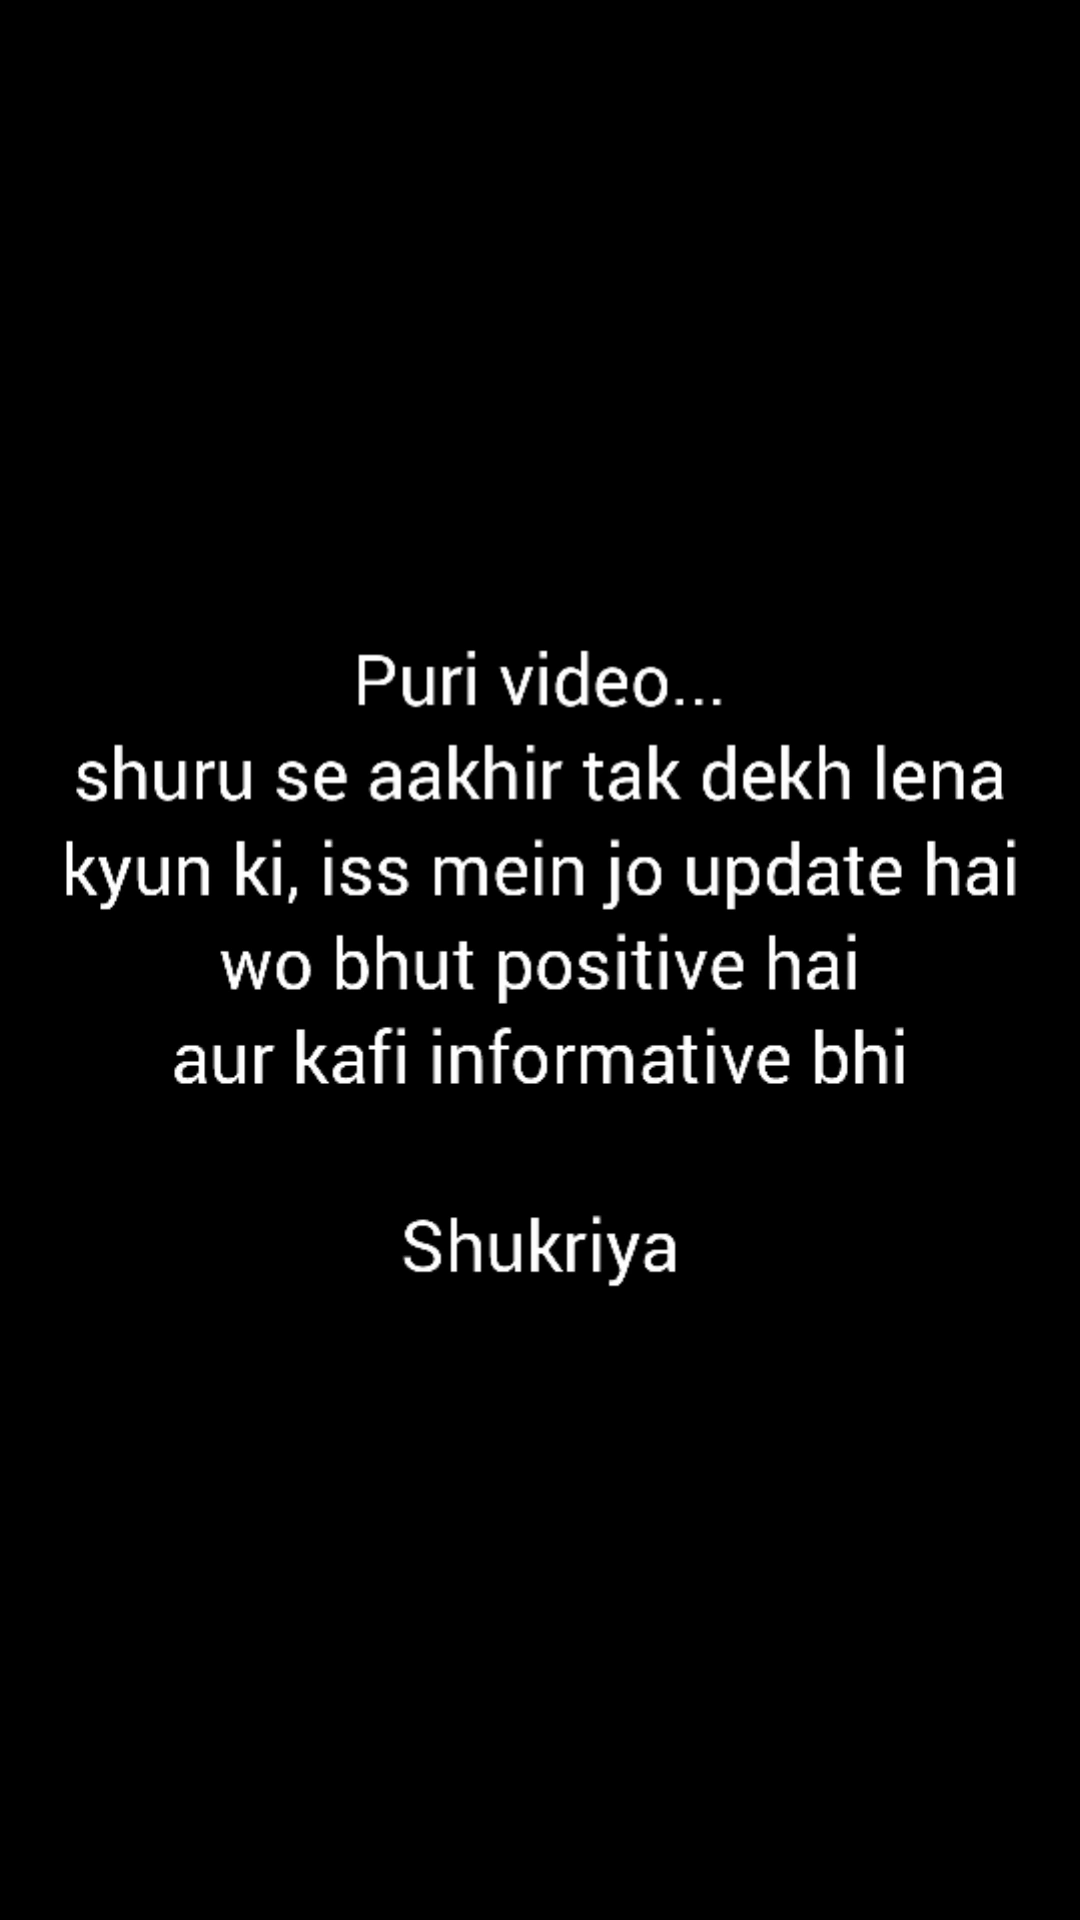 Puri video...
shuru se aakhir tak dekh lena
kyun ki, iss mein jo update hai
wo bhut positive hai
aur kafi informative bhi
Shukriya